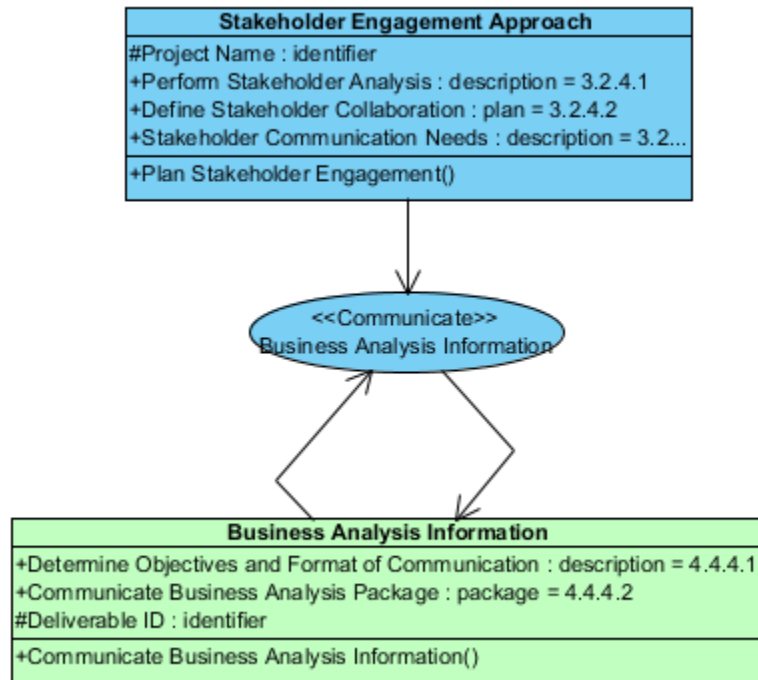 Stakeholder Engagement Approach
#Project Name : identifier
+Perform Stakeholder Analysis : description = 3.2.4.1
+Define Stakeholder Collaboration : plan = 3.2.4.2
+Stakeholder Communication Needs : description = 3.2...
+Plan Stakeholder Engagement()
<<Communicate>>
Business Analysis Information
Business Analysis Information
+Determine Objectives and Format of Communication : description = 4.4.4.1
+Communicate Business Analysis Package : package = 4.4.4.2
#Deliverable ID : identifier
+Communicate Business Analysis Information()